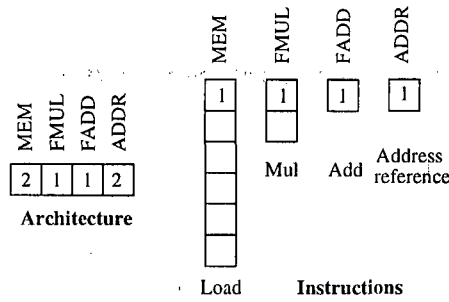 MEM
FMUL
FADD
ADDR
1
1
1
1
MEM
FMUL
FADD
ADDR
2 1 1 2
Architecture
Mul
Add
Address
reference
Load
Instructions